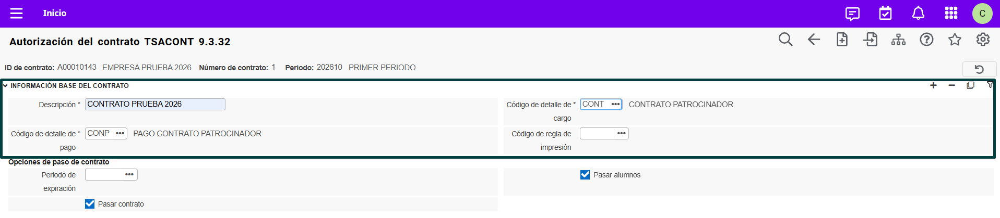 Inicio
C
Autorización del contrato TSACONT 9.3.32
ID de contrato: A00010143 EMPRESA PRUEBA 2026 Número de contrato: 1 Periodo: 202610 PRIMER PERIODO
INFORMACIÓN BASE DEL CONTRATO
Descripción * CONTRATO PRUEBA 2026
Código de detalle de * cargo CONT ••• CONTRATO PATROCINADOR
Código de detalle de * pago CONP ••• PAGO CONTRATO PATROCINADOR
Código de regla de impresión •••
Opciones de paso de contrato
Periodo de expiración •••
Pasar alumnos
Pasar contrato